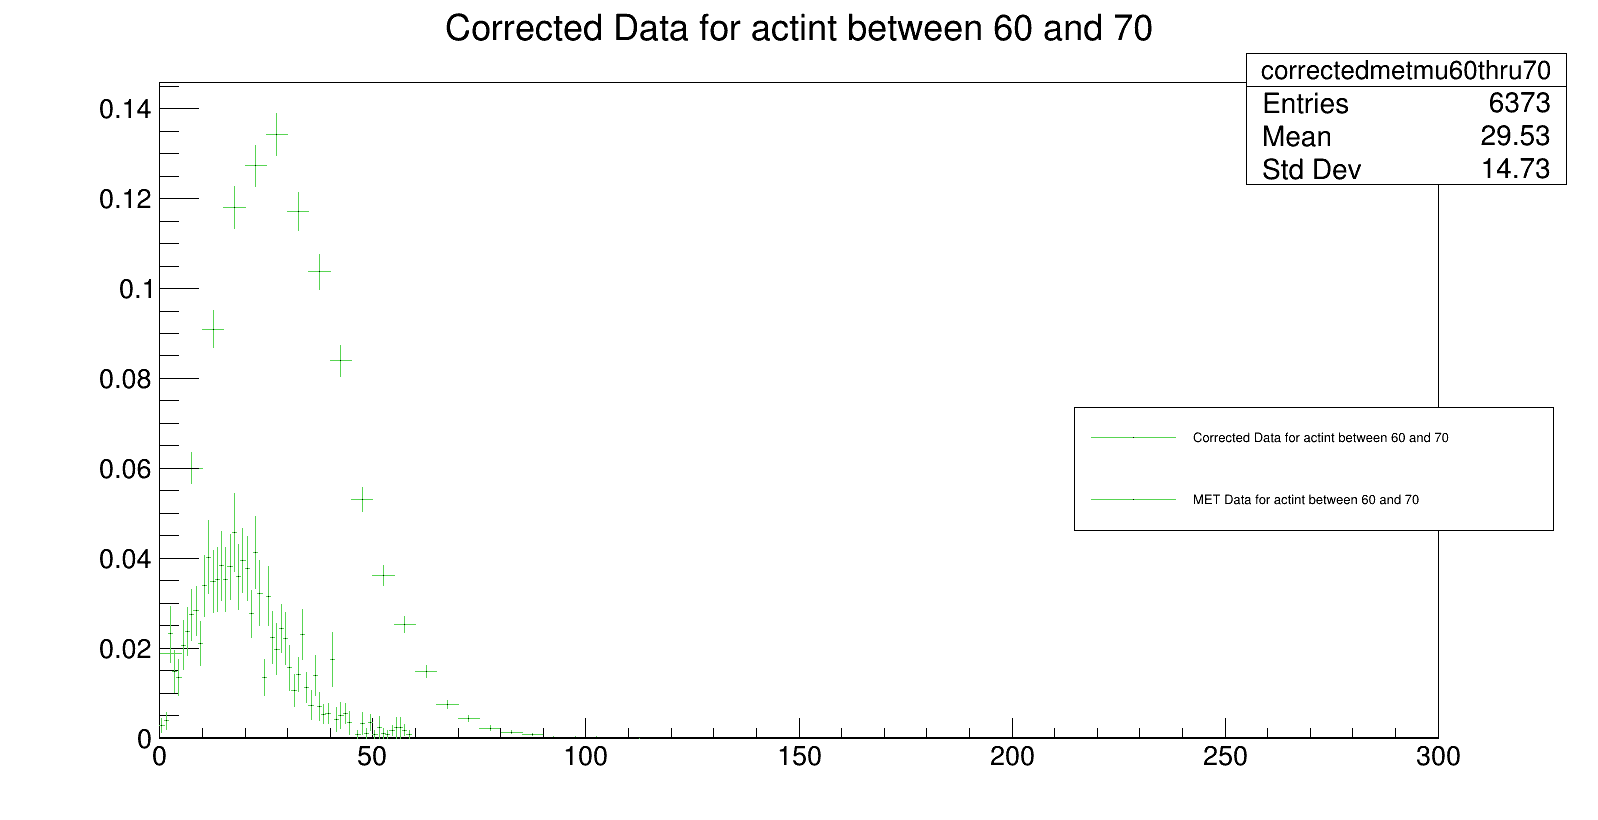 Corrected Data for actint between 60 and 70
correctedmetmu60thru70
Entries 6373
Mean 29.53
Std Dev 14.73
0.14
0.12
0.1
0.08
0.06
0.04
0.02
0
Corrected Data for actint between 60 and 70
MET Data for actint between 60 and 70
0 50 100 150 200 250 300